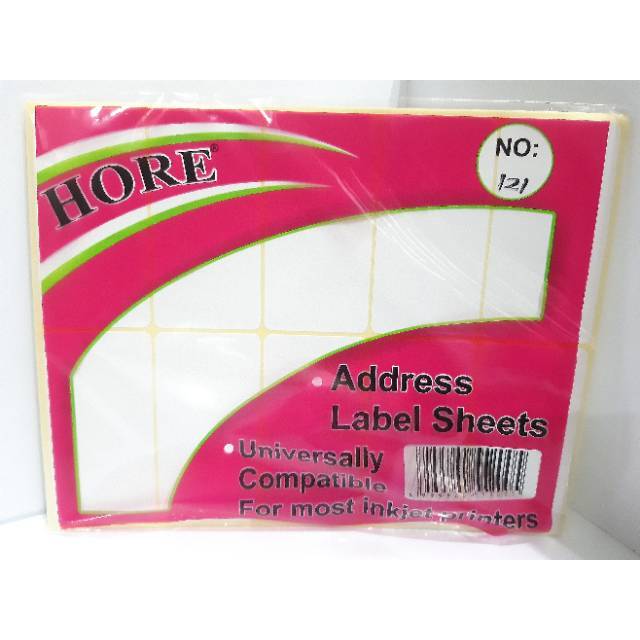 HORE®
NO:
121
Address
Label Sheets
Universally
Compatible
For most inkjet printers